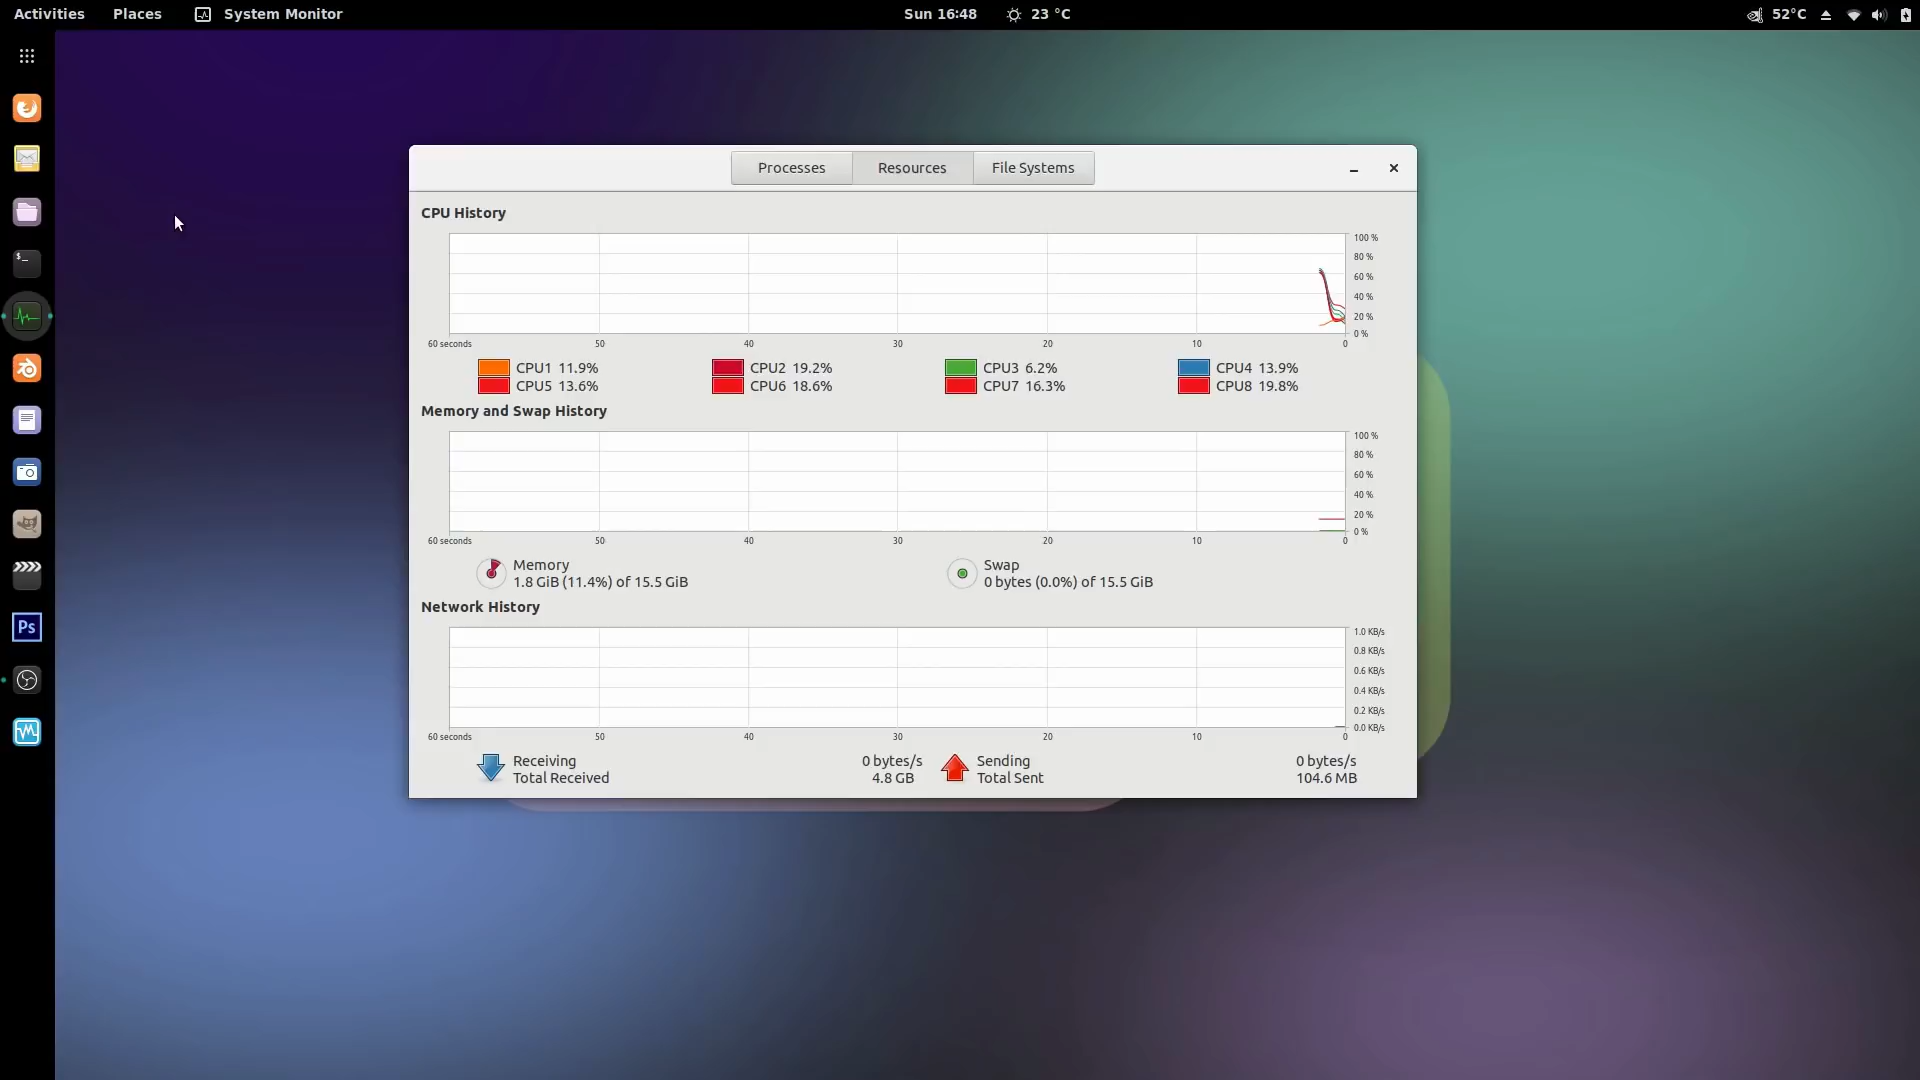 Activities Places System Monitor Sun 16:48 23 °C 52°C
Processes Resources File Systems
CPU History
100 %
80 %
60 %
40 %
20 %
0 %
60 seconds 50 40 30 20 10 0
CPU1 11.9% CPU2 19.2% CPU3 6.2% CPU4 13.9%
CPU5 13.6% CPU6 18.6% CPU7 16.3% CPU8 19.8%
Memory and Swap History
100 %
80 %
60 %
40 %
20 %
0 %
60 seconds 50 40 30 20 10 0
Memory Swap
1.8 GiB (11.4%) of 15.5 GiB 0 bytes (0.0%) of 15.5 GiB
Network History
1.0 KB/s
0.8 KB/s
0.6 KB/s
0.4 KB/s
0.2 KB/s
0.0 KB/s
60 seconds 50 40 30 20 10 0
Receiving 0 bytes/s Sending 0 bytes/s
Total Received 4.8 GB Total Sent 104.6 MB
$_
Ps